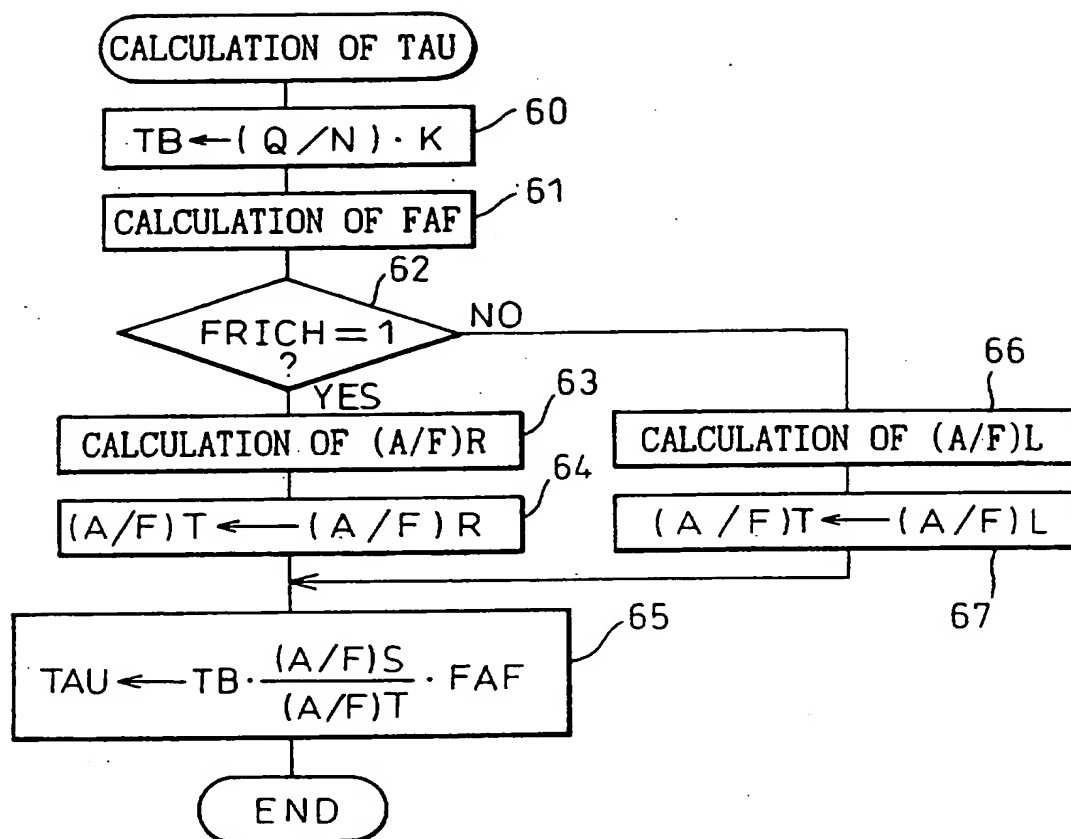 CALCULATION OF TAU
60
TB←(Q/N)·K
61
CALCULATION OF FAF
62
FRICH=1
?
NO
YES
63
CALCULATION OF (A/F)R
64
(A/F)T←(A/F)R
66
CALCULATION OF (A/F)L
(A/F)T←(A/F)L
67
65
TAU←TB·(A/F)S/(A/F)T·FAF
END